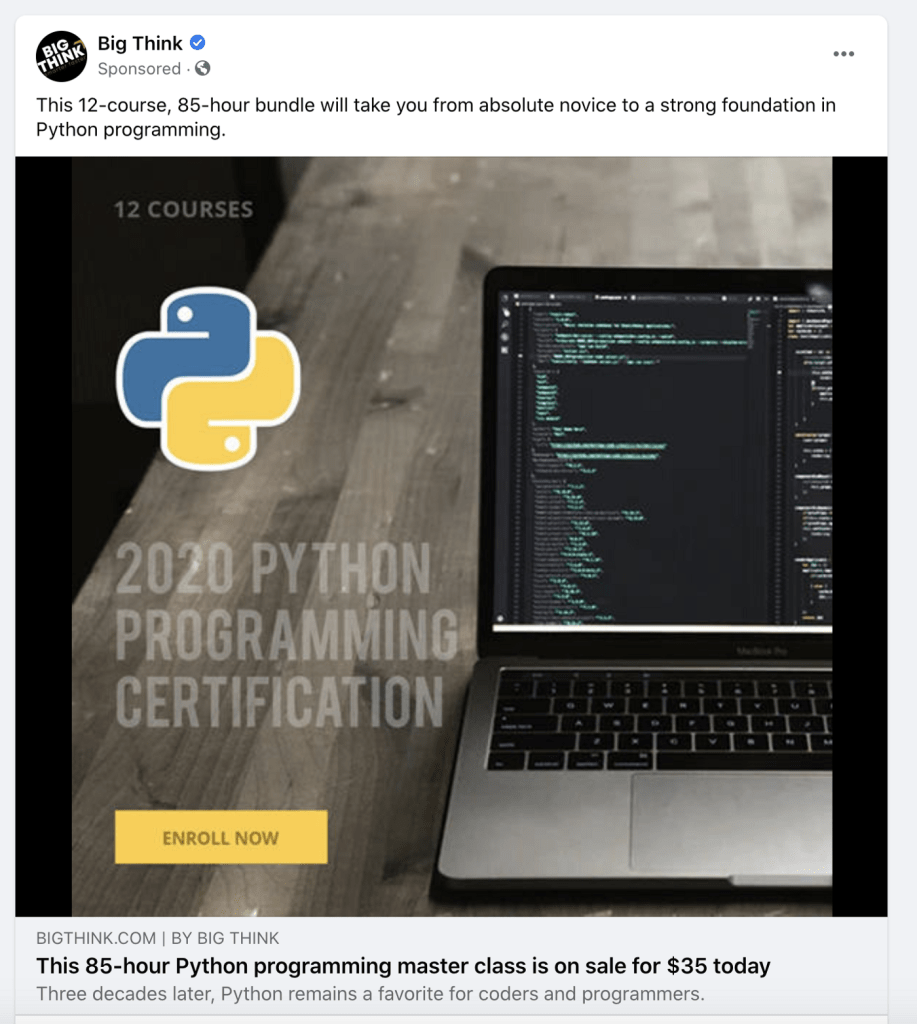 BIG THINK
Big Think
Sponsored ·
This 12-course, 85-hour bundle will take you from absolute novice to a strong foundation in
Python programming.
12 COURSES
2020 PYTHON
PROGRAMMING
CERTIFICATION
MacBook Pro
ENROLL NOW
BIGTHINK.COM | BY BIG THINK
This 85-hour Python programming master class is on sale for $35 today
Three decades later, Python remains a favorite for coders and programmers.